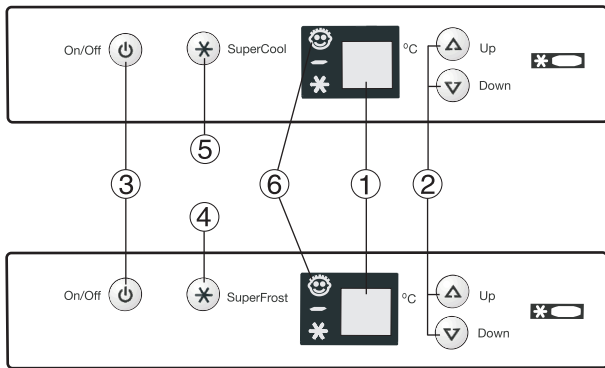 On/Off SuperCool °C Up
Down
5
3 6 1 2
4
On/Off SuperFrost °C Up
Down